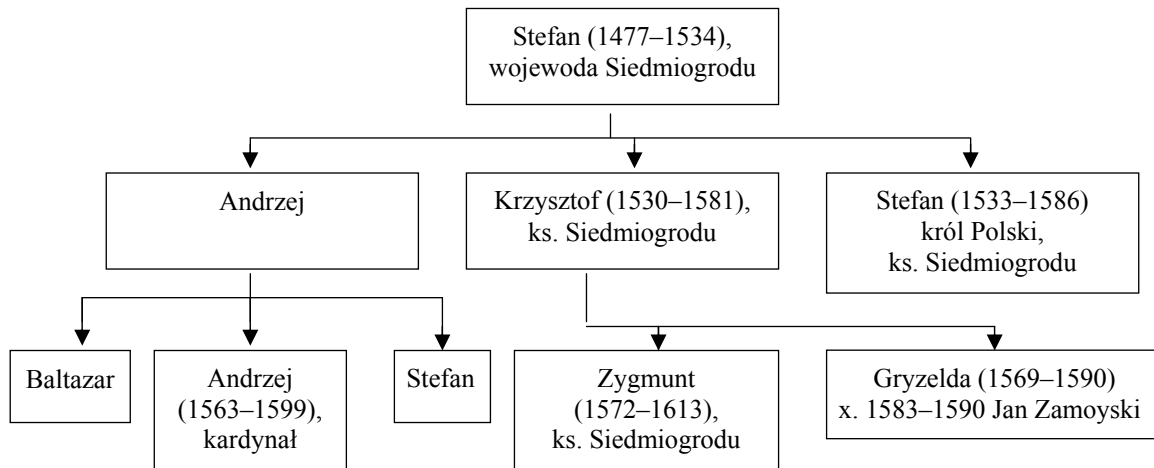 Stefan (1477–1534),
wojewoda Siedmiogrodu
Andrzej
Krzysztof (1530–1581),
ks. Siedmiogrodu
Stefan (1533–1586)
król Polski,
ks. Siedmiogrodu
Baltazar
Andrzej
(1563–1599),
kardynał
Stefan
Zygmunt
(1572–1613),
ks. Siedmiogrodu
Gryzelda (1569–1590)
x. 1583–1590 Jan Zamoyski